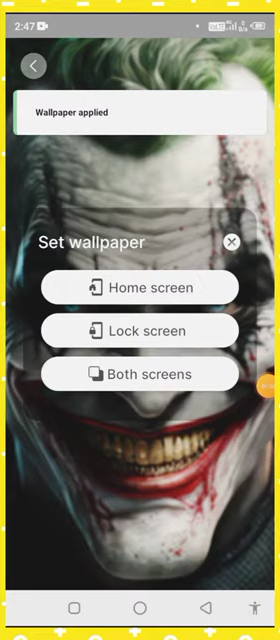 2:47
Wallpaper applied
Set wallpaper
Home screen
Lock screen
Both screens